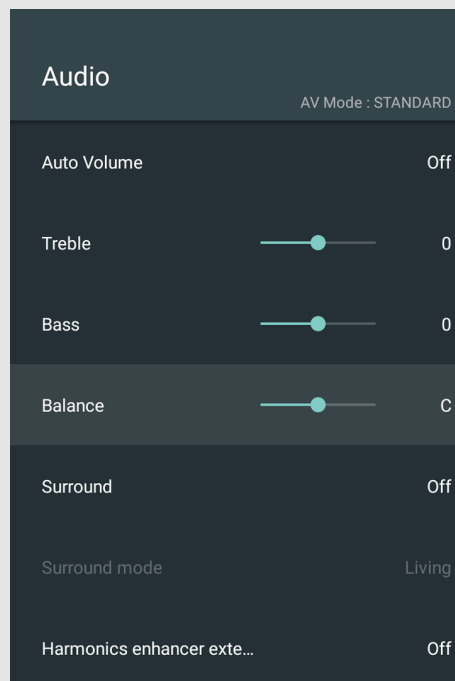 Audio
AV Mode : STANDARD
Auto Volume Off
Treble 0
Bass 0
Balance C
Surround Off
Surround mode Living
Harmonics enhancer exte... Off